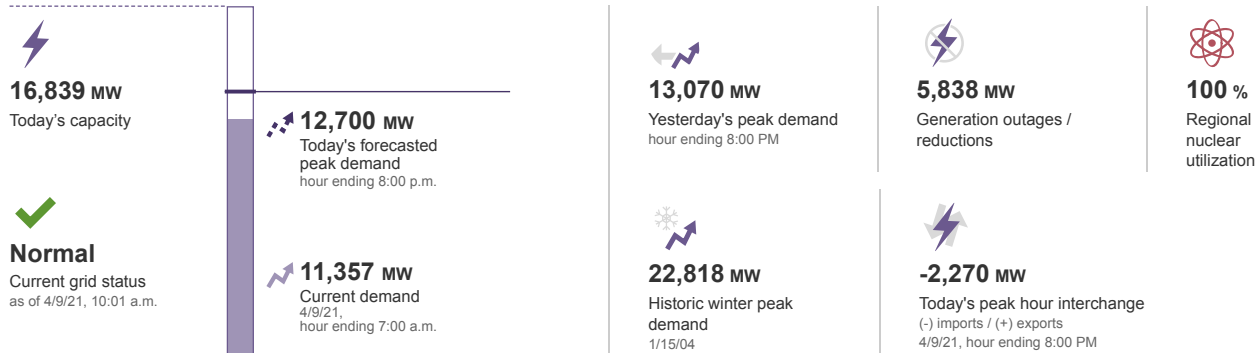 16,839 MW
Today's capacity
Normal
Current grid status
as of 4/9/21, 10:01 a.m.
12,700 MW
Today's forecasted
peak demand
hour ending 8:00 p.m.
11,357 MW
Current demand
4/9/21,
hour ending 7:00 a.m.
13,070 MW
Yesterday's peak demand
hour ending 8:00 PM
5,838 MW
Generation outages /
reductions
100 %
Regional
nuclear
utilization
22,818 MW
Historic winter peak
demand
1/15/04
-2,270 MW
Today's peak hour interchange
(-) imports / (+) exports
4/9/21, hour ending 8:00 PM